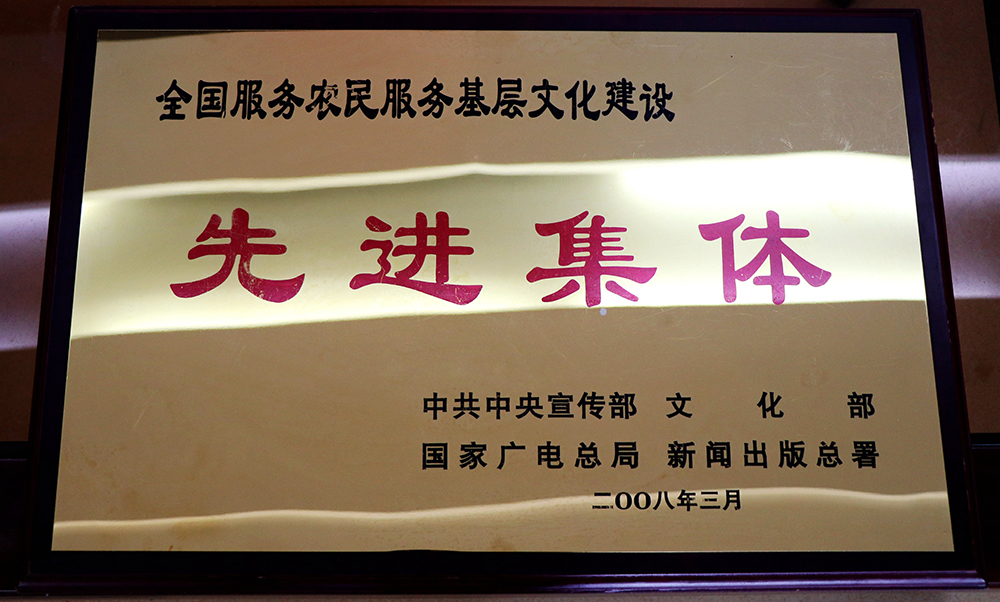 全国服务农民服务基层文化建设
先进集体
中共中央宣传部 文化部
国家广电总局 新闻出版总署
二00八年三月